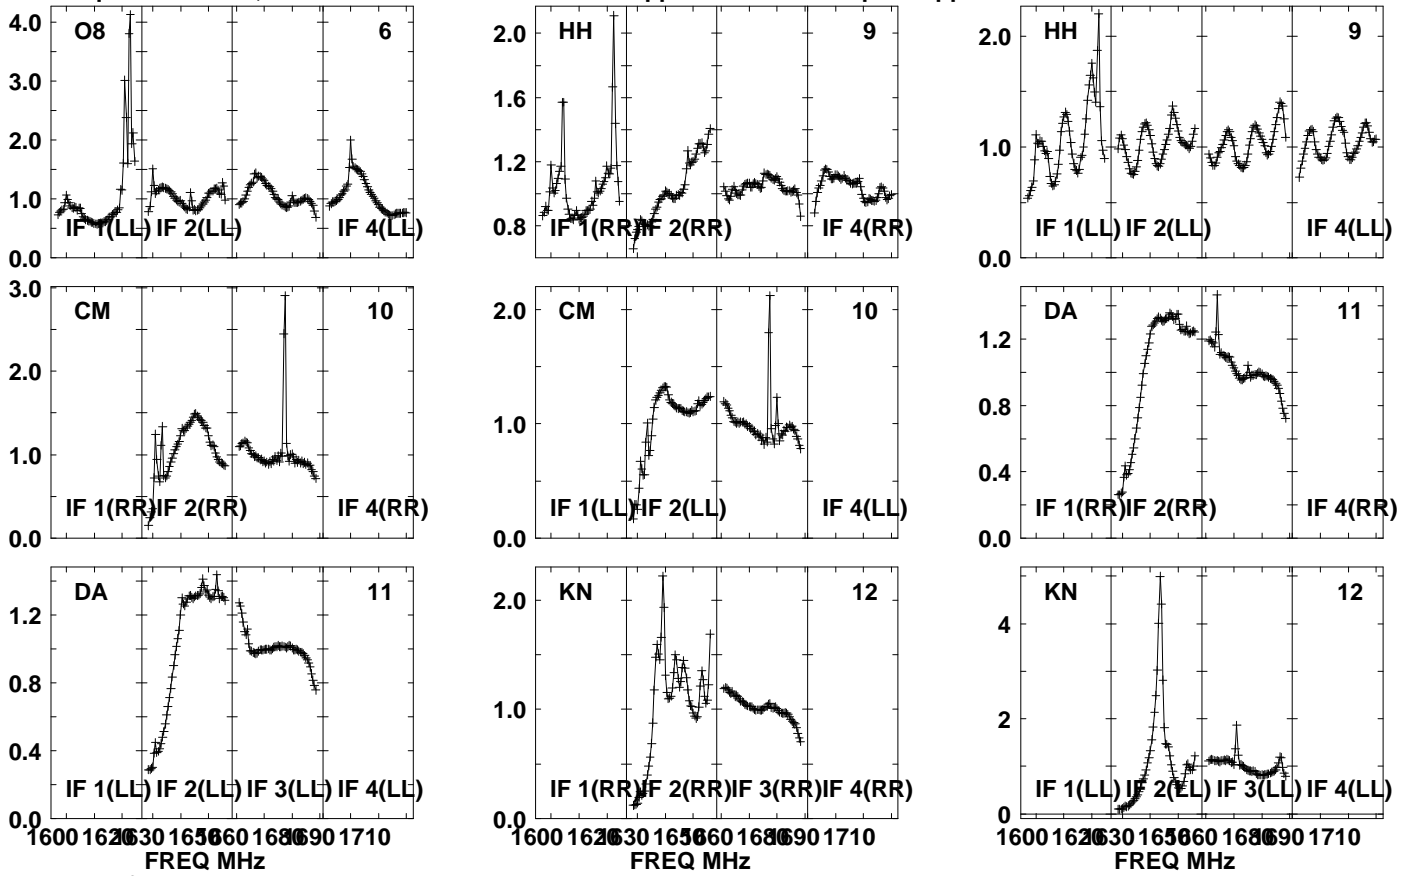 O8 6 HH 9 HH 9
4.0
3.0
2.0
1.0
0.0
IF 1(LL) IF 2(LL) IF 4(LL)
2.0
1.6
1.2
0.8
IF 1(RR) IF 2(RR) IF 4(RR)
2.0
1.0
0.0
IF 1(LL) IF 2(LL) IF 4(LL)
CM 10 CM 10 DA 11
3.0
2.0
1.0
0.0
IF 1(RR) IF 2(RR) IF 4(RR)
2.0
1.0
0.0
IF 1(LL) IF 2(LL) IF 4(LL)
1.2
0.8
0.4
0.0
IF 1(RR) IF 2(RR) IF 4(RR)
DA 11 KN 12 KN 12
1.2
0.8
0.4
0.0
IF 1(LL) IF 2(LL) IF 3(LL) IF 4(LL)
2.0
1.0
0.0
IF 1(RR) IF 2(RR) IF 3(RR) IF 4(RR)
4
2
0
IF 1(LL) IF 2(LL) IF 3(LL) IF 4(LL)
1600 1620 1630 1650 1660 1680 1690 1710
1600 1620 1630 1650 1660 1680 1690 1710
1600 1620 1630 1650 1660 1680 1690 1710
FREQ MHz FREQ MHz FREQ MHz